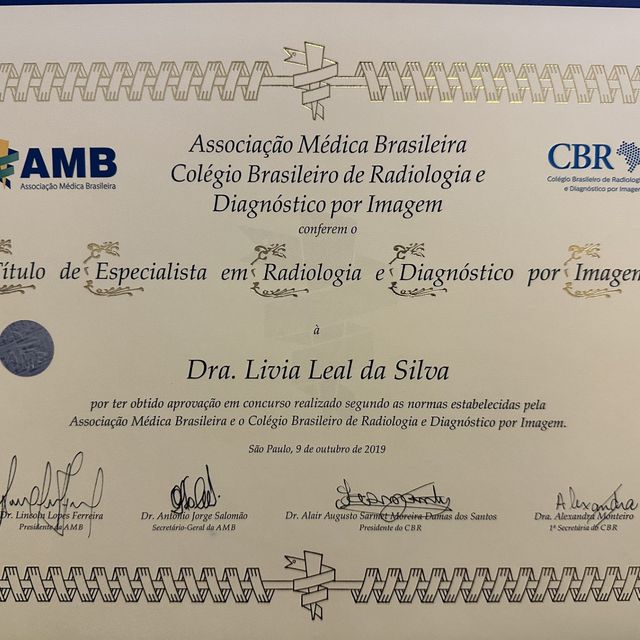 AMB
Associação Médica Brasileira
Associação Médica Brasileira
Colégio Brasileiro de Radiologia e
Diagnóstico por Imagem
CBR
Colégio Brasileiro de Radiolog
e Diagnóstico por Imagem
conferem o
Título de Especialista em Radiologia e Diagnóstico por Imagem
à
Dra. Livia Leal da Silva
por ter obtido aprovação em concurso realizado segundo as normas estabelecidas pela
Associação Médica Brasileira e o Colégio Brasileiro de Radiologia e Diagnóstico por Imagem.
São Paulo, 9 de outubro de 2019
Dr. Lincoln Lopes Ferreira
Presidente da AMB
Dr. Antônio Jorge Salomão
Secretário-Geral da AMB
Dr. Alair Augusto Sarmet Moreira Damas dos Santos
Presidente do CBR
Alexandra
Dra. Alexandra Monteiro
1ª Secretária do CBR